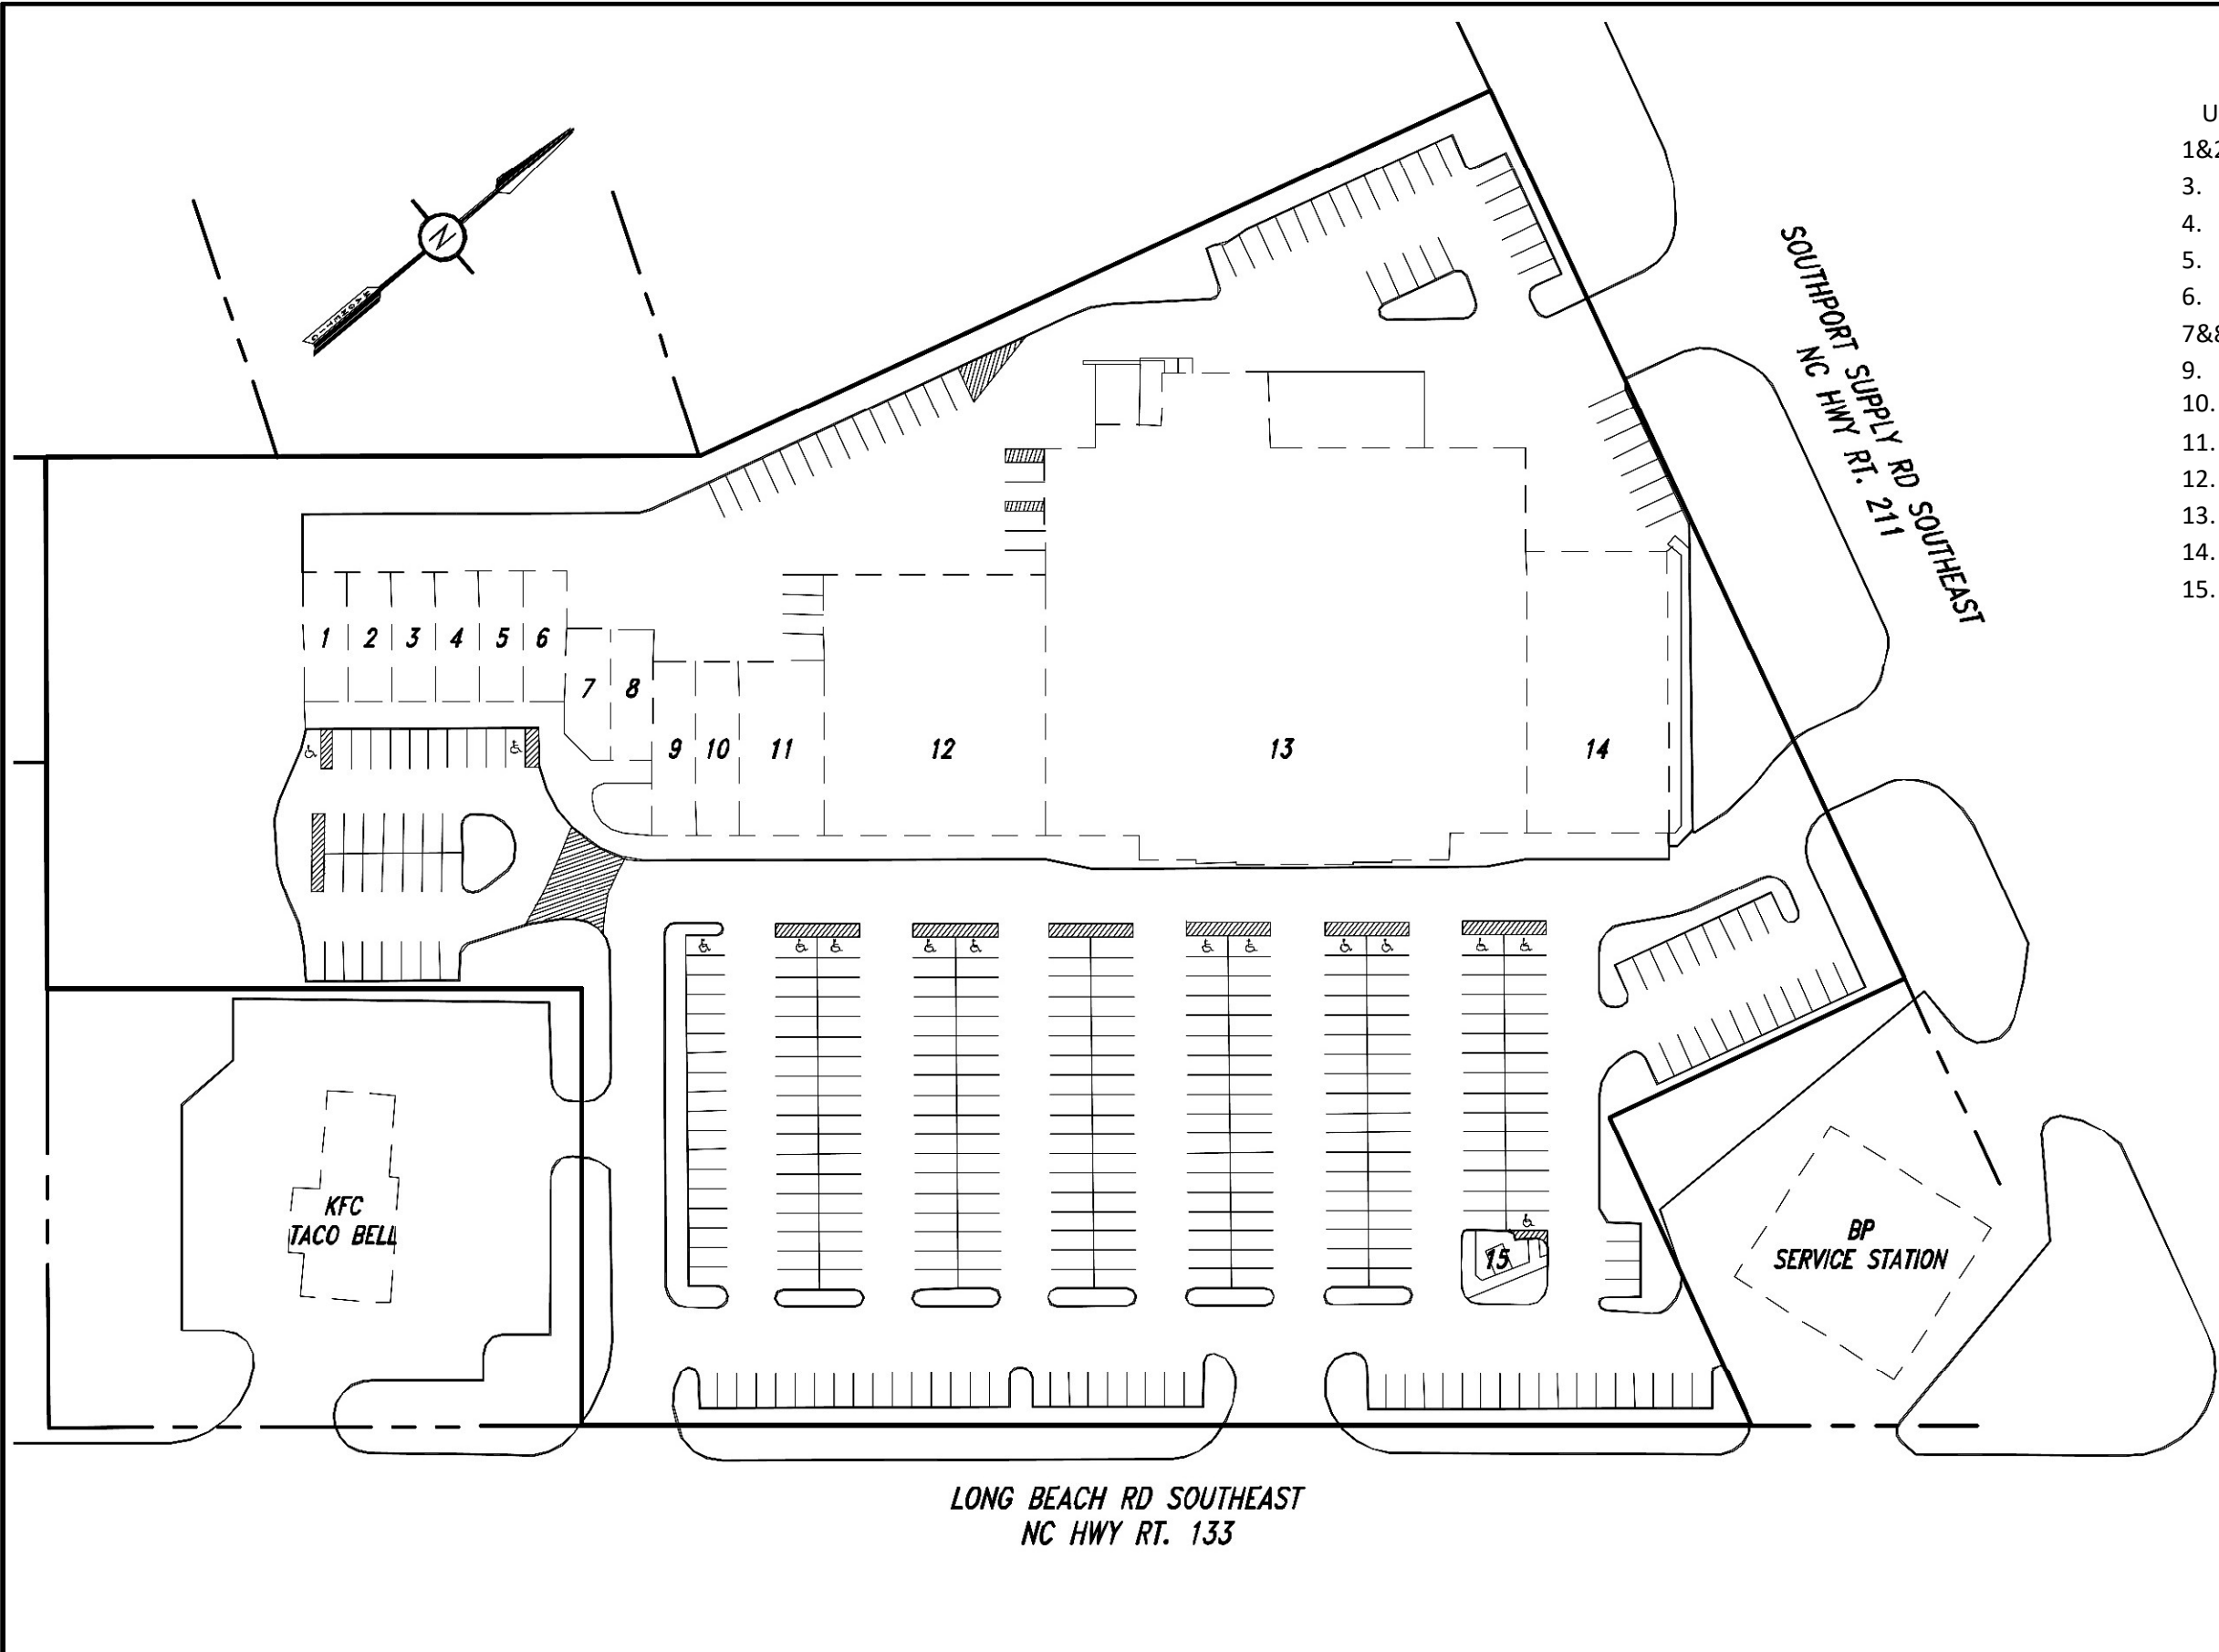 N
SOUTHPORT SUPPLY RD SOUTHEAST
NC HWY RT. 211
U
1&2
3.
4.
5.
6.
7&8
9.
10.
11.
12.
13.
14.
15.
1 2 3 4 5 6
7 8
9 10 11 12 13 14
KFC
TACO BELL
15
BP
SERVICE STATION
LONG BEACH RD SOUTHEAST
NC HWY RT. 133